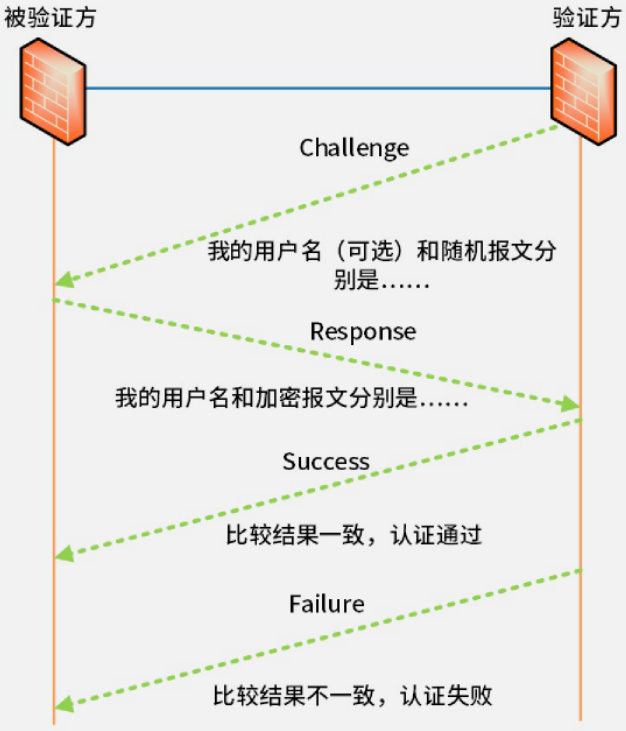 被验证方
验证方
Challenge
我的用户名（可选）和随机报文分
别是……
Response
我的用户名和加密报文分别是……
Success
比较结果一致，认证通过
Failure
比较结果不一致，认证失败